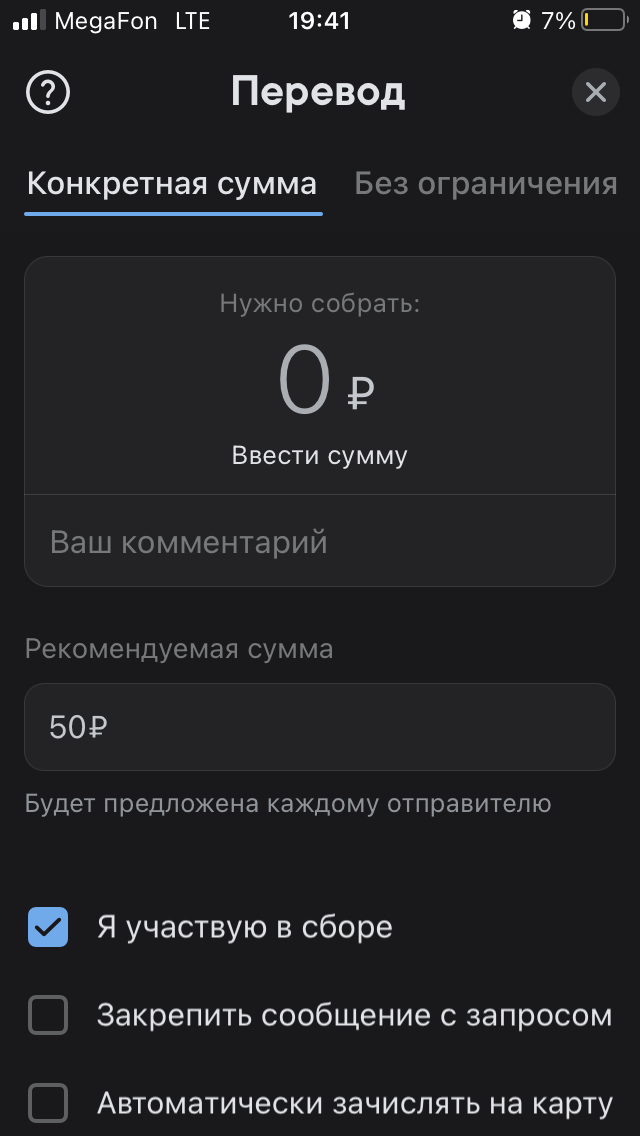 MegaFon LTE 19:41 7%
Перевод
Конкретная сумма Без ограничения
Нужно собрать:
0 ₽
Ввести сумму
Ваш комментарий
Рекомендуемая сумма
50₽
Будет предложена каждому отправителю
Я участвую в сборе
Закрепить сообщение с запросом
Автоматически зачислять на карту